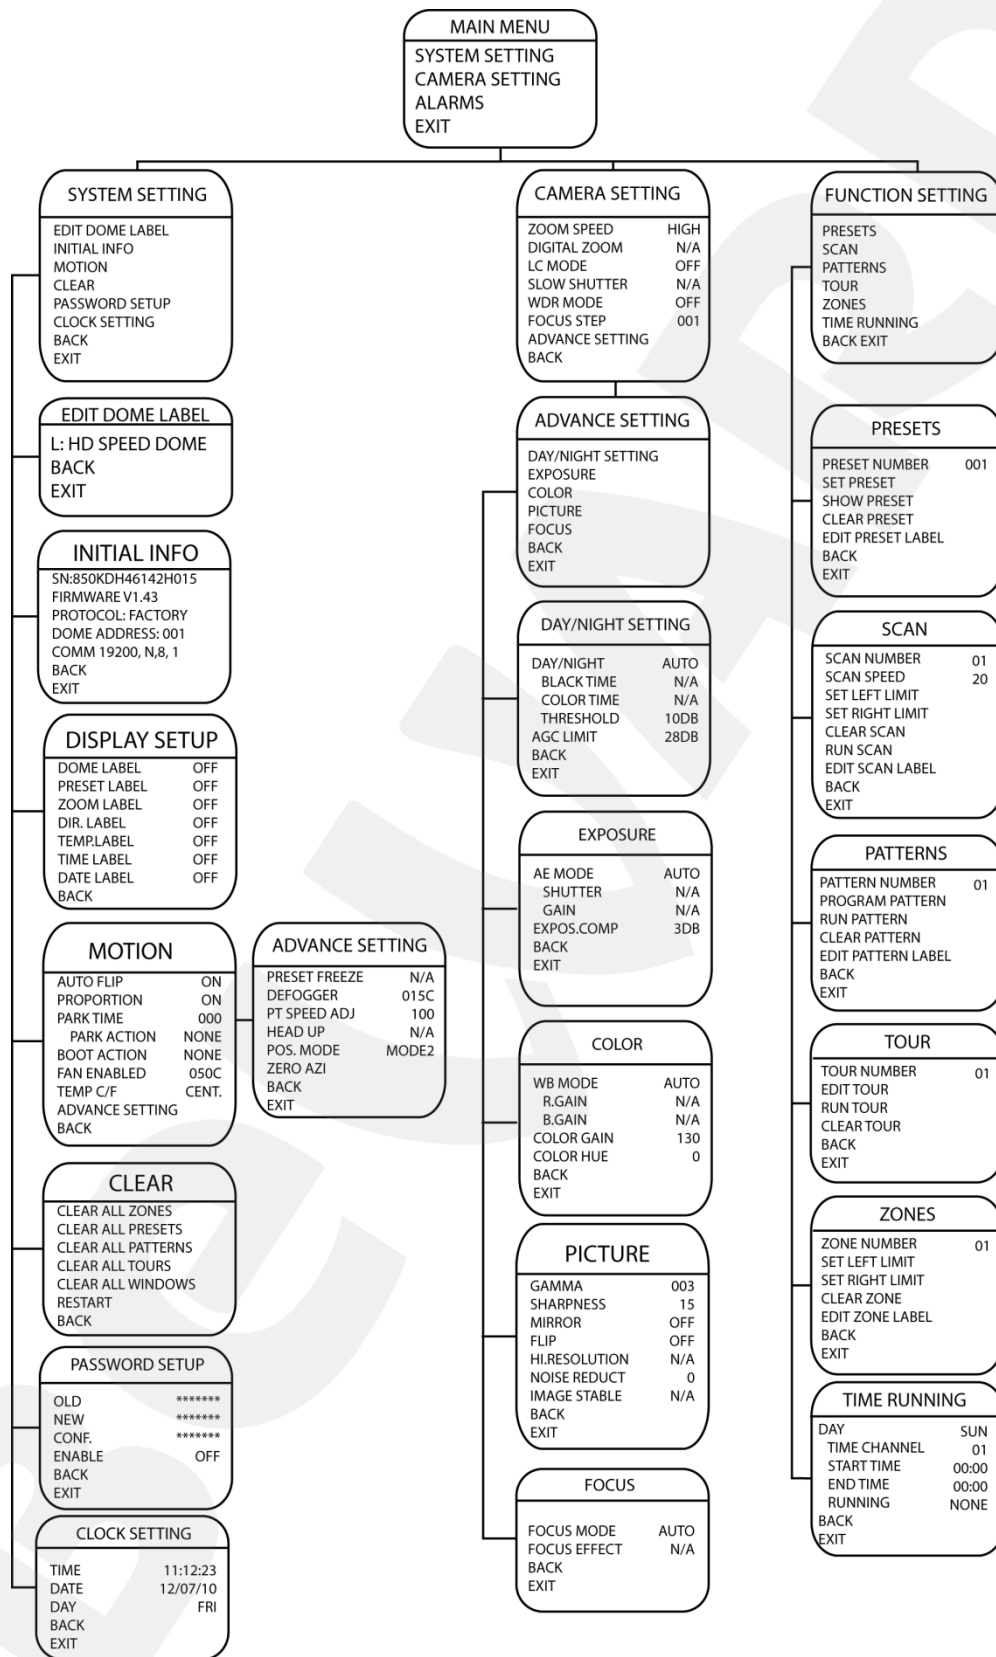 MAIN MENU
SYSTEM SETTING
CAMERA SETTING
ALARMS
EXIT
SYSTEM SETTING
EDIT DOME LABEL
INITIAL INFO
MOTION
CLEAR
PASSWORD SETUP
CLOCK SETTING
BACK
EXIT
EDIT DOME LABEL
L: HD SPEED DOME
BACK
EXIT
INITIAL INFO
SN:850KDH46142H015
FIRMWARE V1.43
PROTOCOL: FACTORY
DOME ADDRESS: 001
COMM 19200, N,8, 1
BACK
EXIT
DISPLAY SETUP
DOME LABEL OFF
PRESET LABEL OFF
ZOOM LABEL OFF
DIR. LABEL OFF
TEMP.LABEL OFF
TIME LABEL OFF
DATE LABEL OFF
BACK
MOTION
AUTO FLIP ON
PROPORTION ON
PARK TIME 000
PARK ACTION NONE
BOOT ACTION NONE
FAN ENABLED 050C
TEMP C/F CENT.
ADVANCE SETTING
BACK
ADVANCE SETTING
PRESET FREEZE N/A
DEFOGGER 015C
PT SPEED ADJ 100
HEAD UP N/A
POS. MODE MODE2
ZERO AZI
BACK
EXIT
CLEAR
CLEAR ALL ZONES
CLEAR ALL PRESETS
CLEAR ALL PATTERNS
CLEAR ALL TOURS
CLEAR ALL WINDOWS
RESTART
BACK
PASSWORD SETUP
OLD *******
NEW *******
CONF. *******
ENABLE OFF
BACK
EXIT
CLOCK SETTING
TIME 11:12:23
DATE 12/07/10
DAY FRI
BACK
EXIT
CAMERA SETTING
ZOOM SPEED HIGH
DIGITAL ZOOM N/A
LC MODE OFF
SLOW SHUTTER N/A
WDR MODE OFF
FOCUS STEP 001
ADVANCE SETTING
BACK
ADVANCE SETTING
DAY/NIGHT SETTING
EXPOSURE
COLOR
PICTURE
FOCUS
BACK
EXIT
DAY/NIGHT SETTING
DAY/NIGHT AUTO
BLACK TIME N/A
COLOR TIME N/A
THRESHOLD 10DB
AGC LIMIT 28DB
BACK
EXIT
EXPOSURE
AE MODE AUTO
SHUTTER N/A
GAIN N/A
EXPOS.COMP 3DB
BACK
EXIT
COLOR
WB MODE AUTO
R.GAIN N/A
B.GAIN N/A
COLOR GAIN 130
COLOR HUE 0
BACK
EXIT
PICTURE
GAMMA 003
SHARPNESS 15
MIRROR OFF
FLIP OFF
HI.RESOLUTION N/A
NOISE REDUCT 0
IMAGE STABLE N/A
BACK
EXIT
FOCUS
FOCUS MODE AUTO
FOCUS EFFECT N/A
BACK
EXIT
FUNCTION SETTING
PRESETS
SCAN
PATTERNS
TOUR
ZONES
TIME RUNNING
BACK EXIT
PRESETS
PRESET NUMBER 001
SET PRESET
SHOW PRESET
CLEAR PRESET
EDIT PRESET LABEL
BACK
EXIT
SCAN
SCAN NUMBER 01
SCAN SPEED 20
SET LEFT LIMIT
SET RIGHT LIMIT
CLEAR SCAN
RUN SCAN
EDIT SCAN LABEL
BACK
EXIT
PATTERNS
PATTERN NUMBER 01
PROGRAM PATTERN
RUN PATTERN
CLEAR PATTERN
EDIT PATTERN LABEL
BACK
EXIT
TOUR
TOUR NUMBER 01
EDIT TOUR
RUN TOUR
CLEAR TOUR
BACK
EXIT
ZONES
ZONE NUMBER 01
SET LEFT LIMIT
SET RIGHT LIMIT
CLEAR ZONE
EDIT ZONE LABEL
BACK
EXIT
TIME RUNNING
DAY SUN
TIME CHANNEL 01
START TIME 00:00
END TIME 00:00
RUNNING NONE
BACK
EXIT